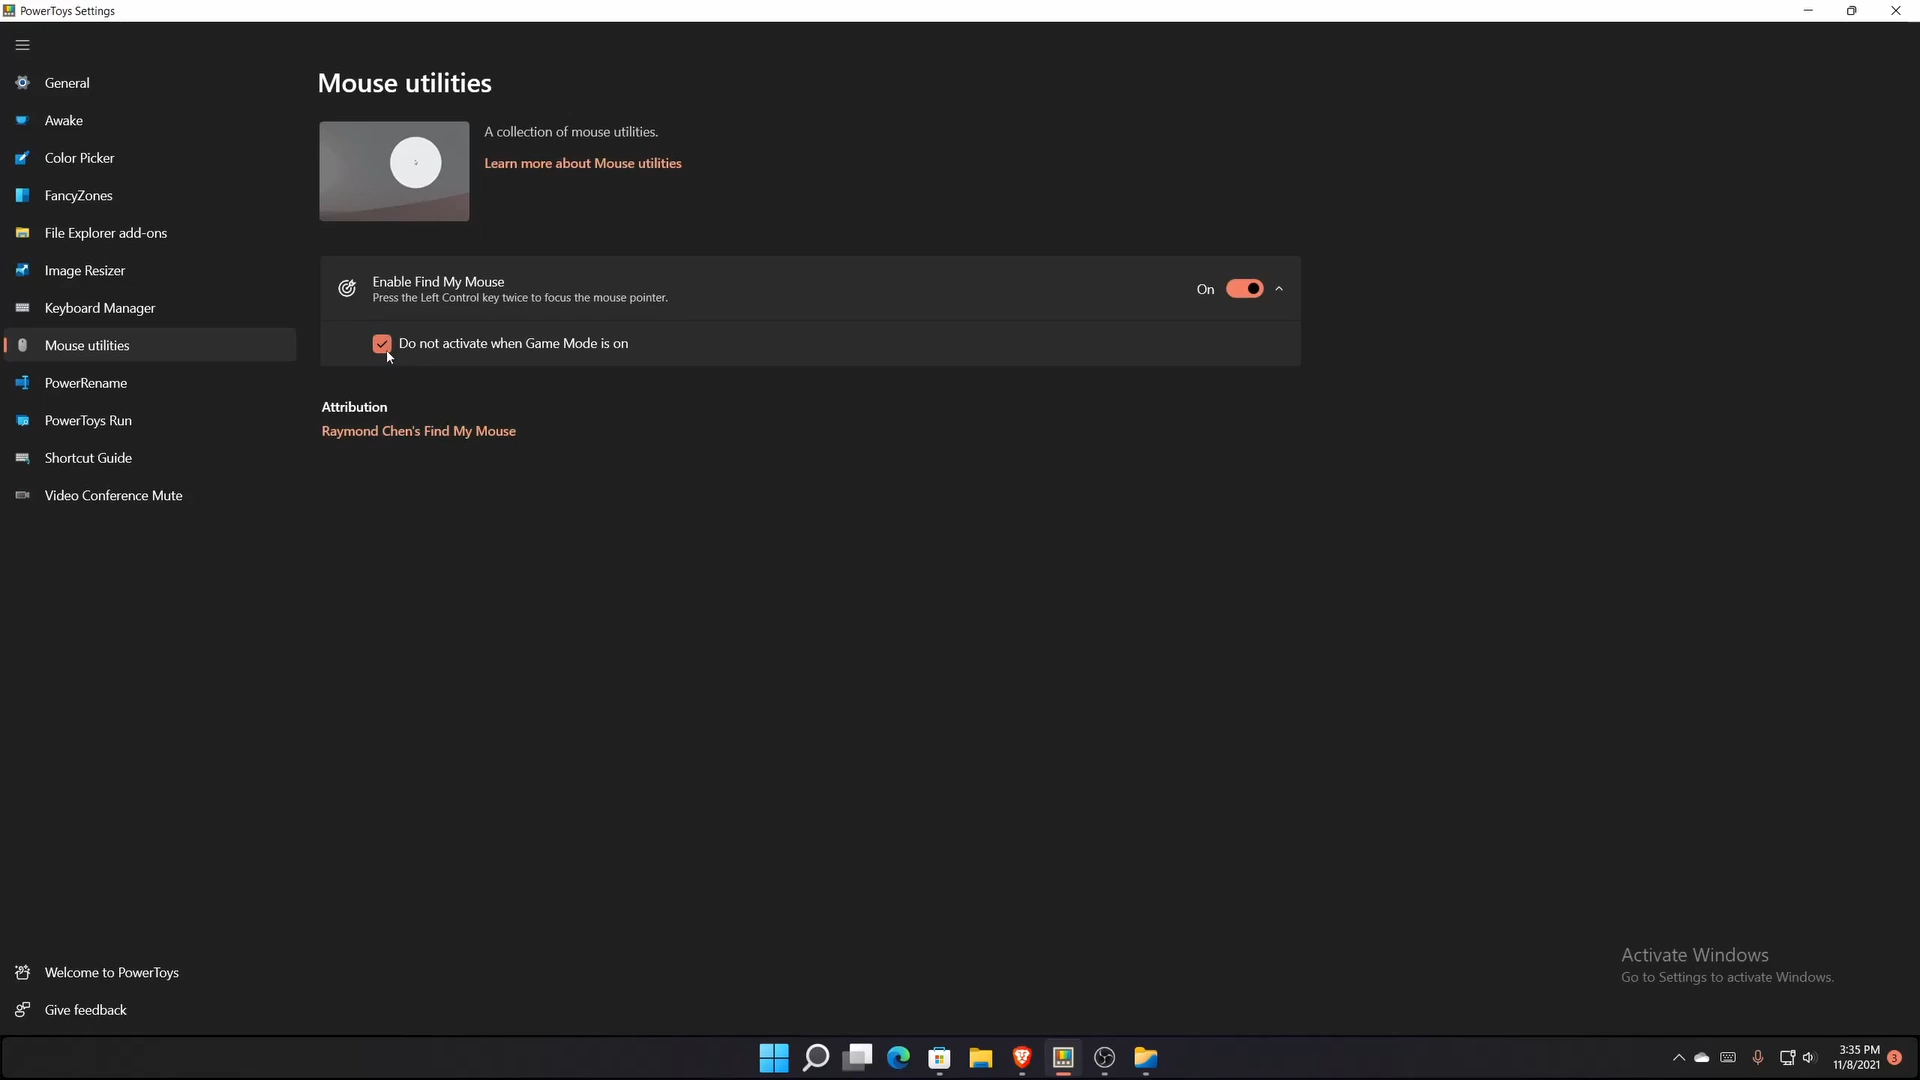 PowerToys Settings
General
Awake
Color Picker
FancyZones
File Explorer add-ons
Image Resizer
Keyboard Manager
Mouse utilities
PowerRename
PowerToys Run
Shortcut Guide
Video Conference Mute
Welcome to PowerToys
Give feedback
Mouse utilities
A collection of mouse utilities.
Learn more about Mouse utilities
Enable Find My Mouse
Press the Left Control key twice to focus the mouse pointer.
On
Do not activate when Game Mode is on
Attribution
Raymond Chen's Find My Mouse
Activate Windows
Go to Settings to activate Windows.
3:35 PM
11/8/2021
3